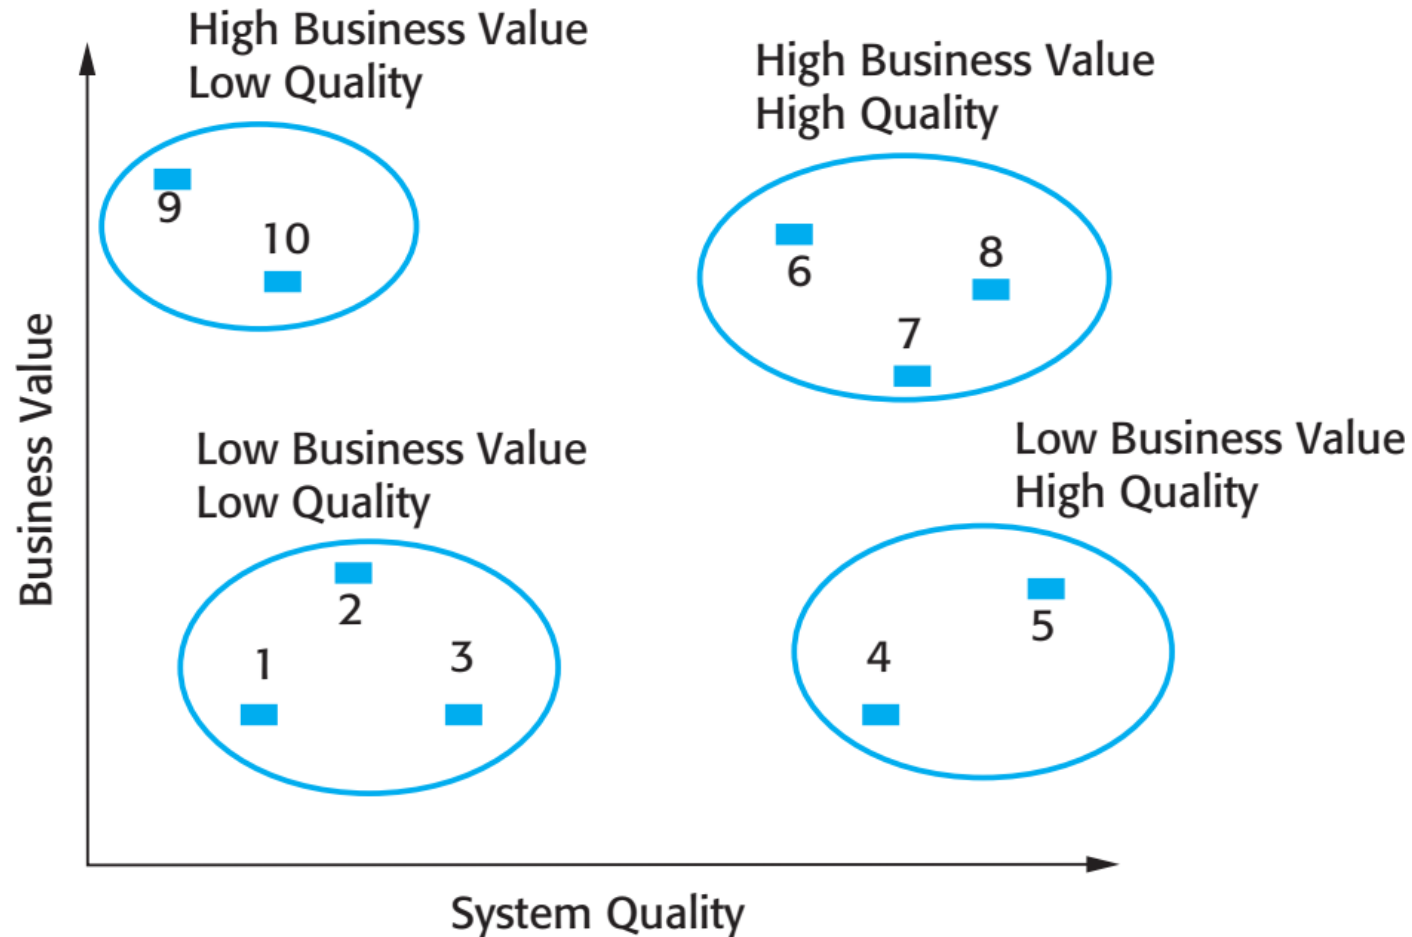 High Business Value
Low Quality
High Business Value
High Quality
9
10
6
8
7
Business Value
Low Business Value
Low Quality
Low Business Value
High Quality
2
1
3
4
5
System Quality